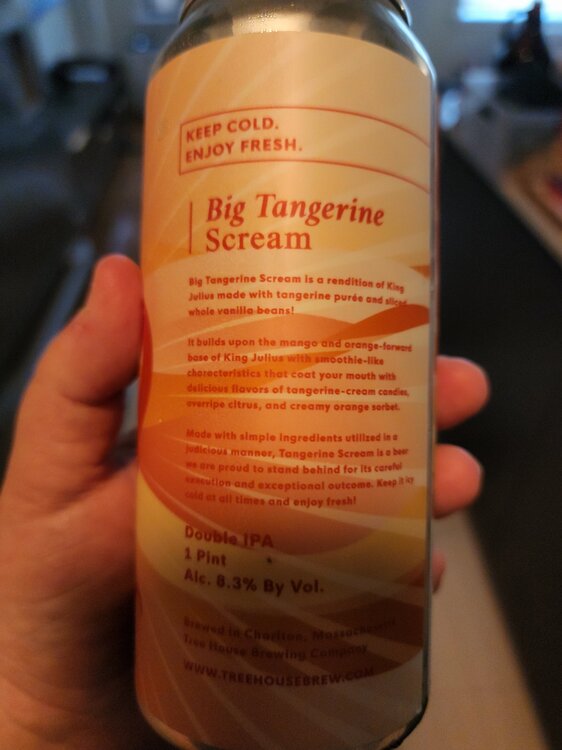 KEEP COLD.
ENJOY FRESH.
Big Tangerine
Scream
Big Tangerine Scream is a rendition of King
Julius made with tangerine purée and sliced
whole vanilla beans!
It builds upon the mango and orange-forward
base of King Julius with smoothie-like
characteristics that coat your mouth with
delicious flavors of tangerine-cream candies,
overripe citrus, and creamy orange sorbet.
Made with simple ingredients utilized in a
judicious manner, Tangerine Scream is a beer
we are proud to stand behind for its careful
execution and exceptional outcome. Keep it icy
cold at all times and enjoy fresh!
Double IPA
1 Pint
Alc. 8.3% By Vol.
Brewed in Charlton, Massachusetts
Tree House Brewing Company
WWW.TREEHOUSEBREW.COM